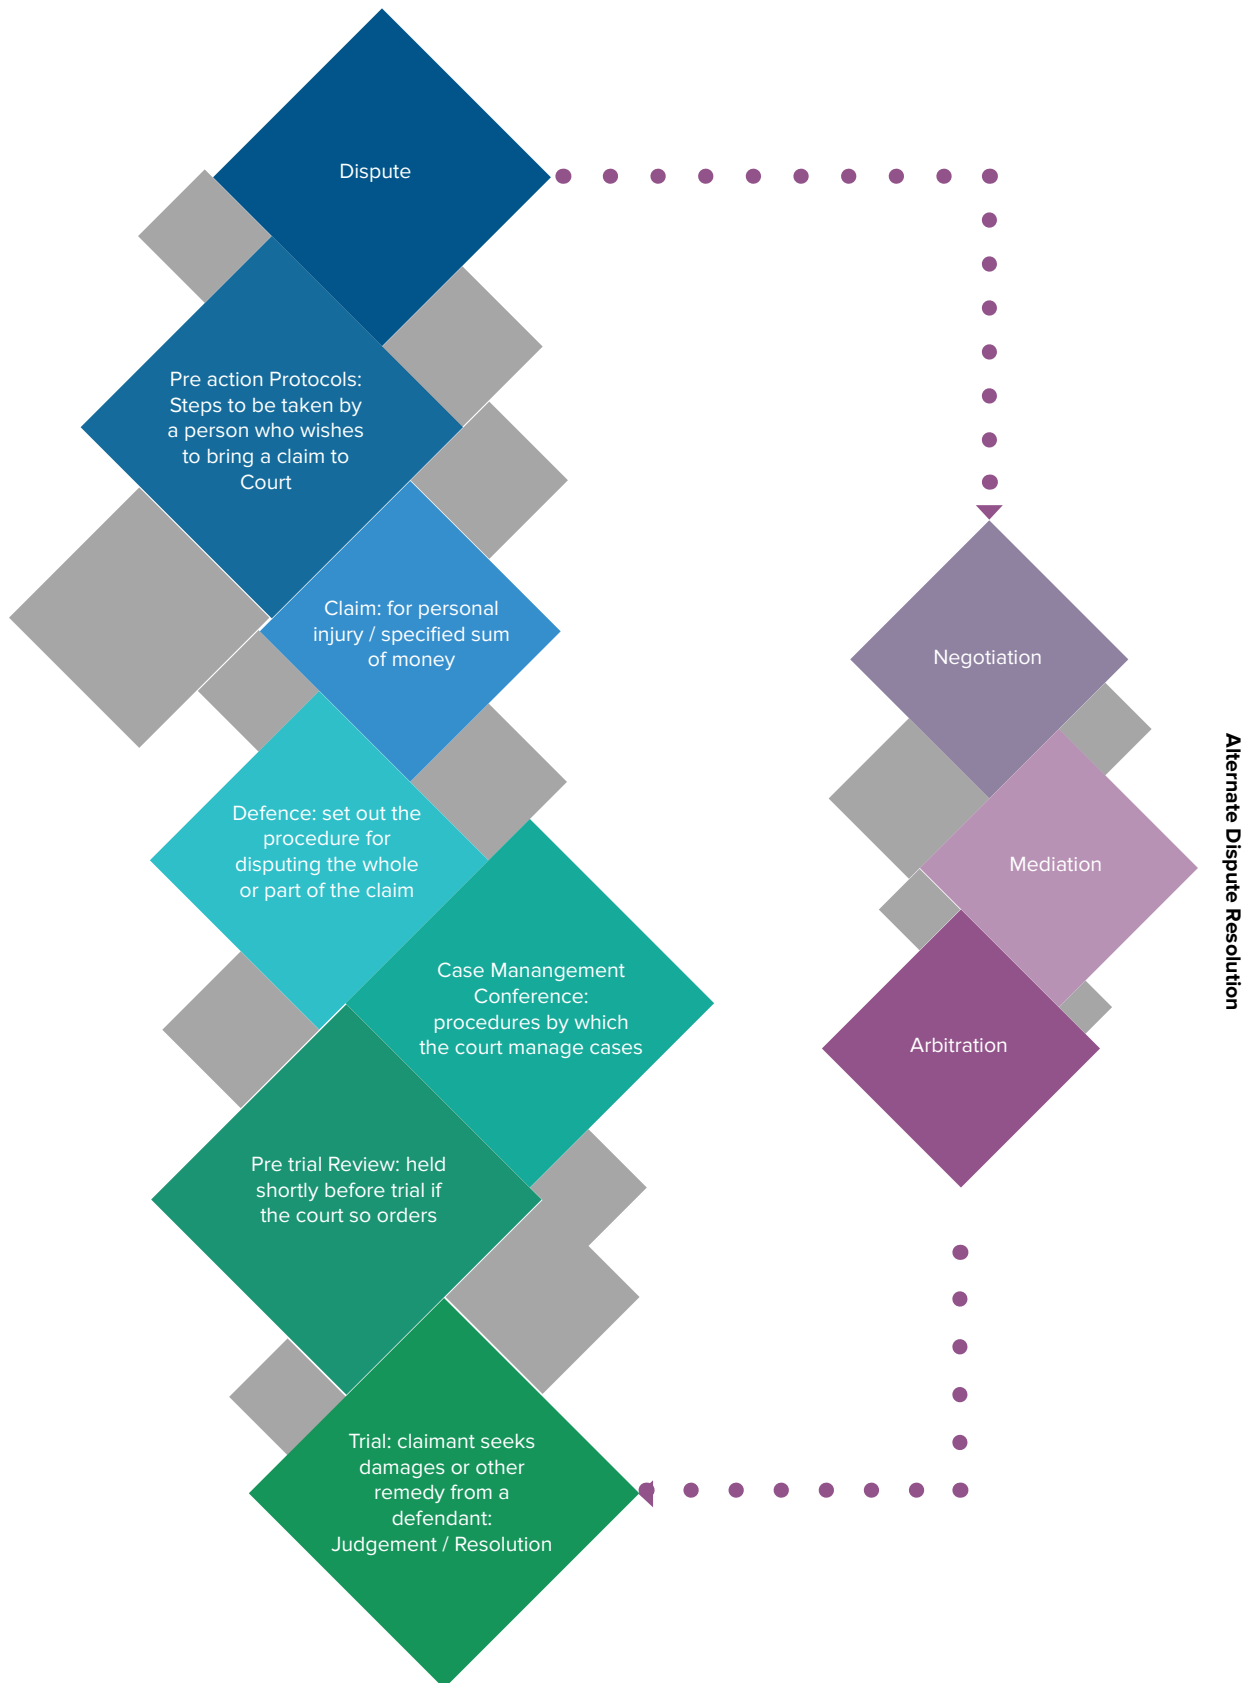 Dispute
Pre action Protocols:
Steps to be taken by
a person who wishes
to bring a claim to
Court
Claim: for personal
injury / specified sum
of money
Defence: set out the
procedure for
disputing the whole
or part of the claim
Case Manangement
Conference:
procedures by which
the court manage cases
Pre trial Review: held
shortly before trial if
the court so orders
Trial: claimant seeks
damages or other
remedy from a
defendant:
Judgement / Resolution
Negotiation
Mediation
Arbitration
Alternate Dispute Resolution